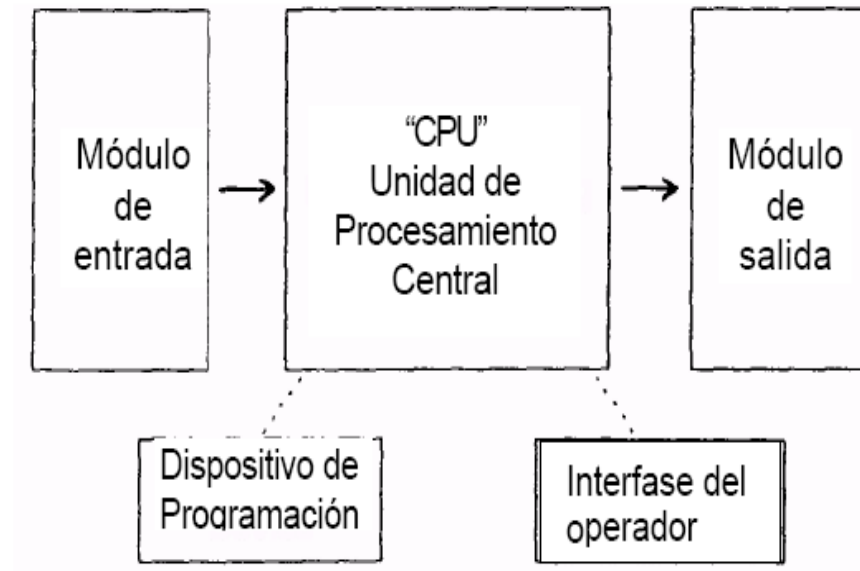 Módulo
de
entrada
“CPU”
Unidad de
Procesamiento
Central
Módulo
de
salida
Dispositivo de
Programación
Interfase del
operador